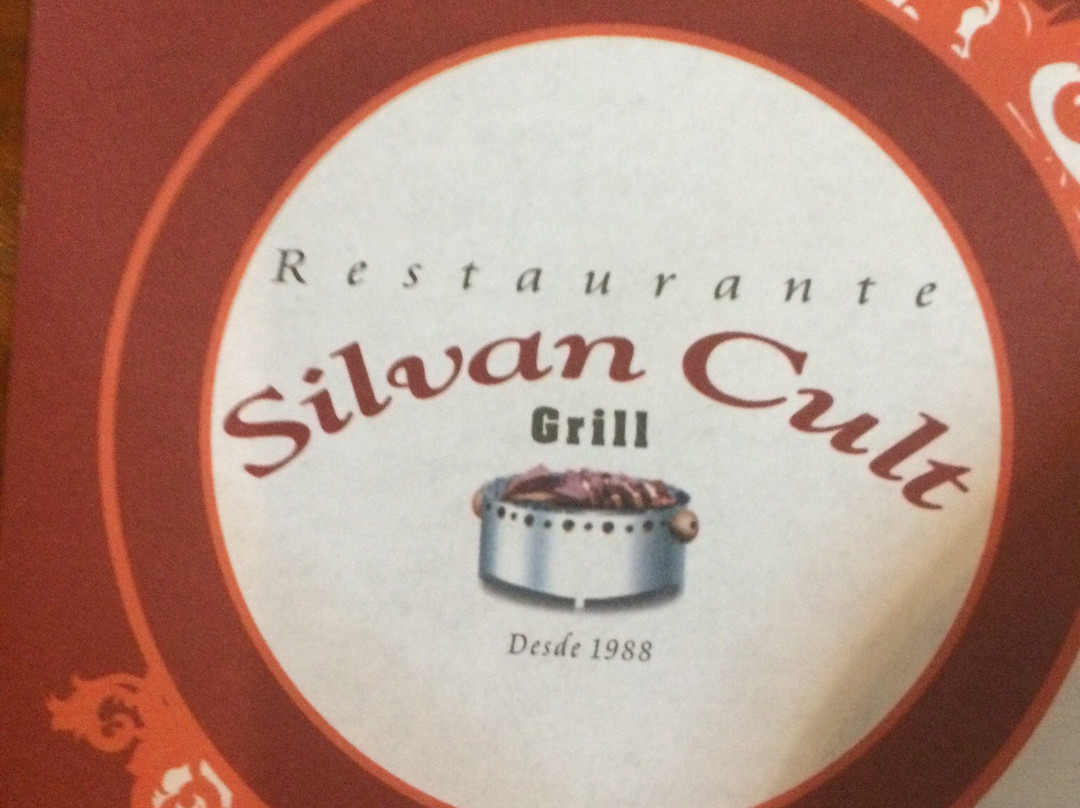 Restaurante
Silvan Cult
Grill
Desde 1988